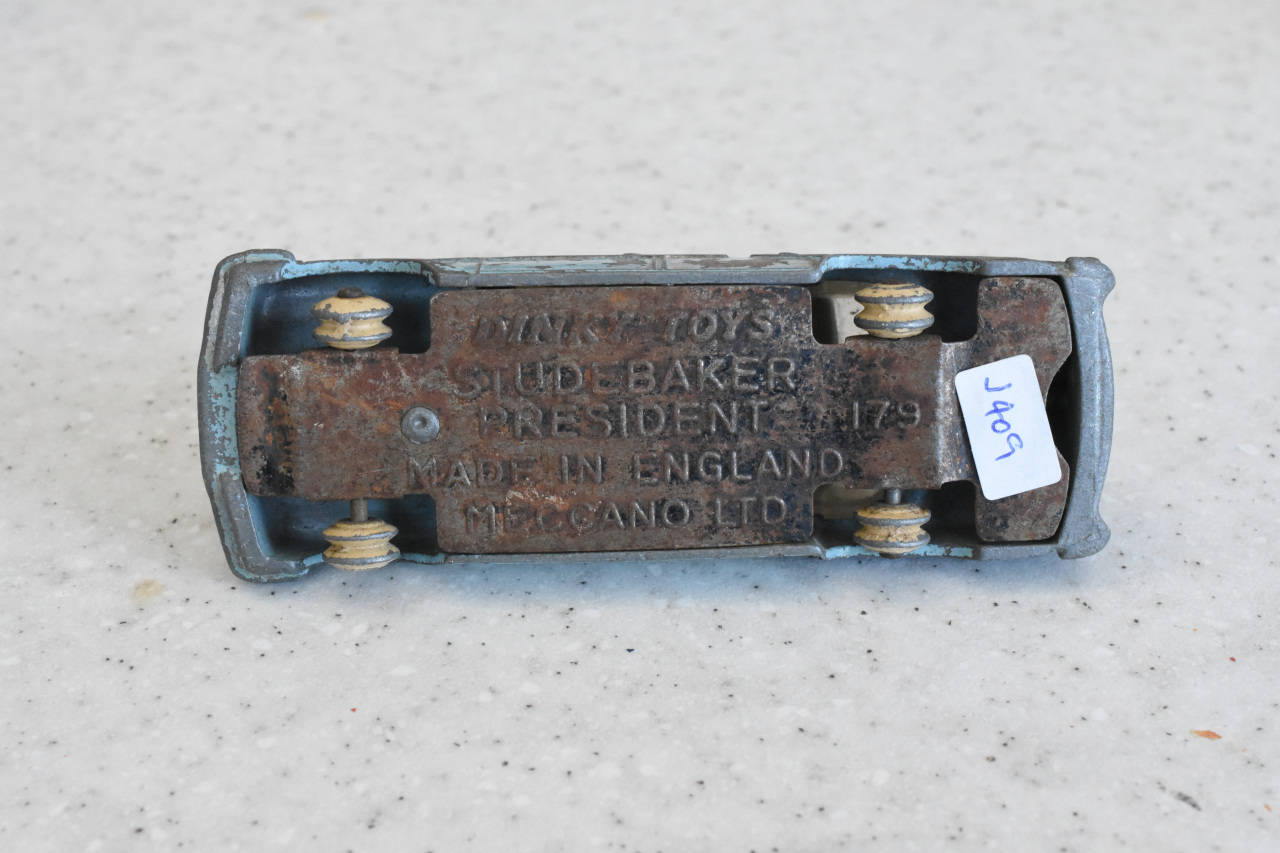 DINKY TOYS
STUDEBAKER
PRESIDENT 179
MADE IN ENGLAND
MECCANO LTD
J409